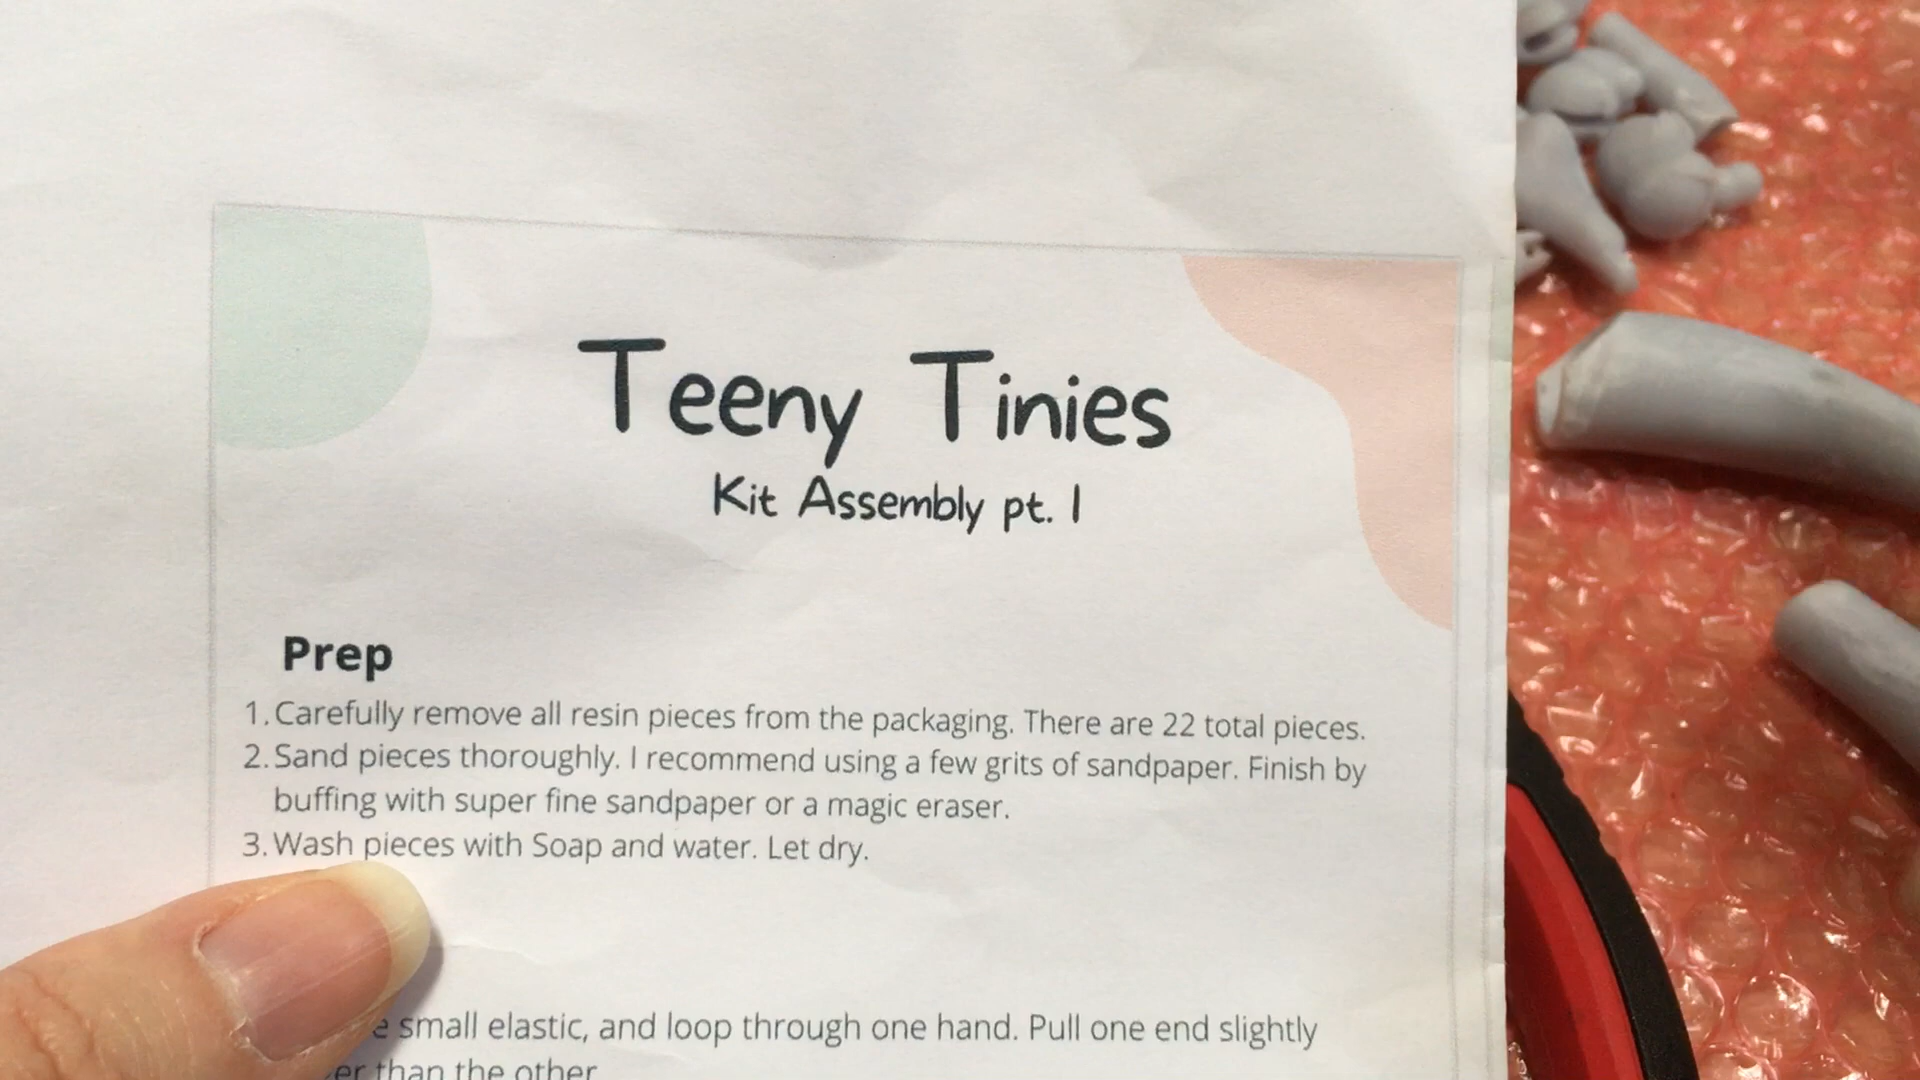 Teeny Tinies
Kit Assembly pt. 1
Prep
1. Carefully remove all resin pieces from the packaging. There are 22 total pieces.
2. Sand pieces thoroughly. I recommend using a few grits of sandpaper. Finish by
buffing with super fine sandpaper or a magic eraser.
3. Wash pieces with Soap and water. Let dry.
small elastic, and loop through one hand. Pull one end slightly
than the other